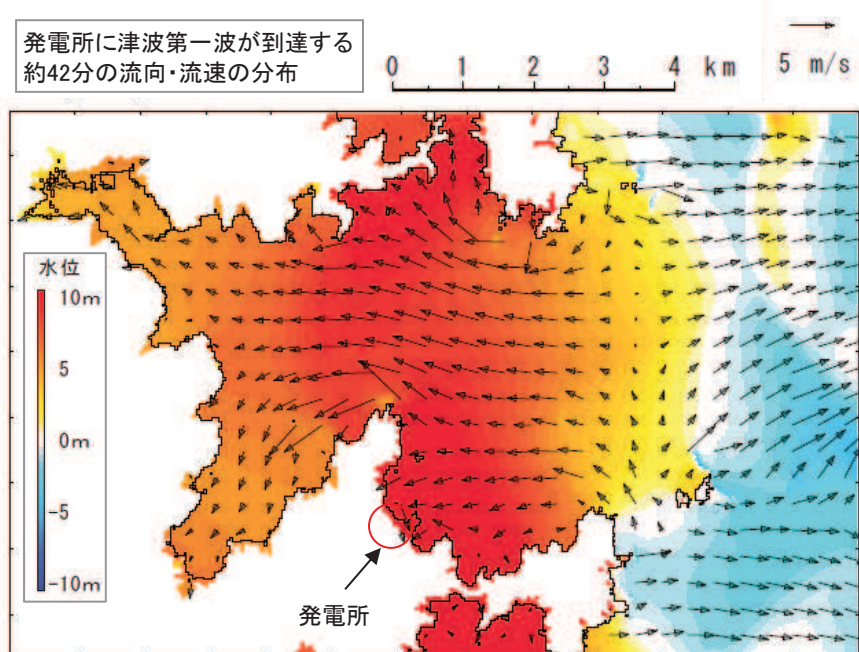 発電所に津波第一波が到達する
約42分の流向・流速の分布
0 1 2 3 4 km
5 m/s
水位
10m
5
0m
-5
-10m
発電所